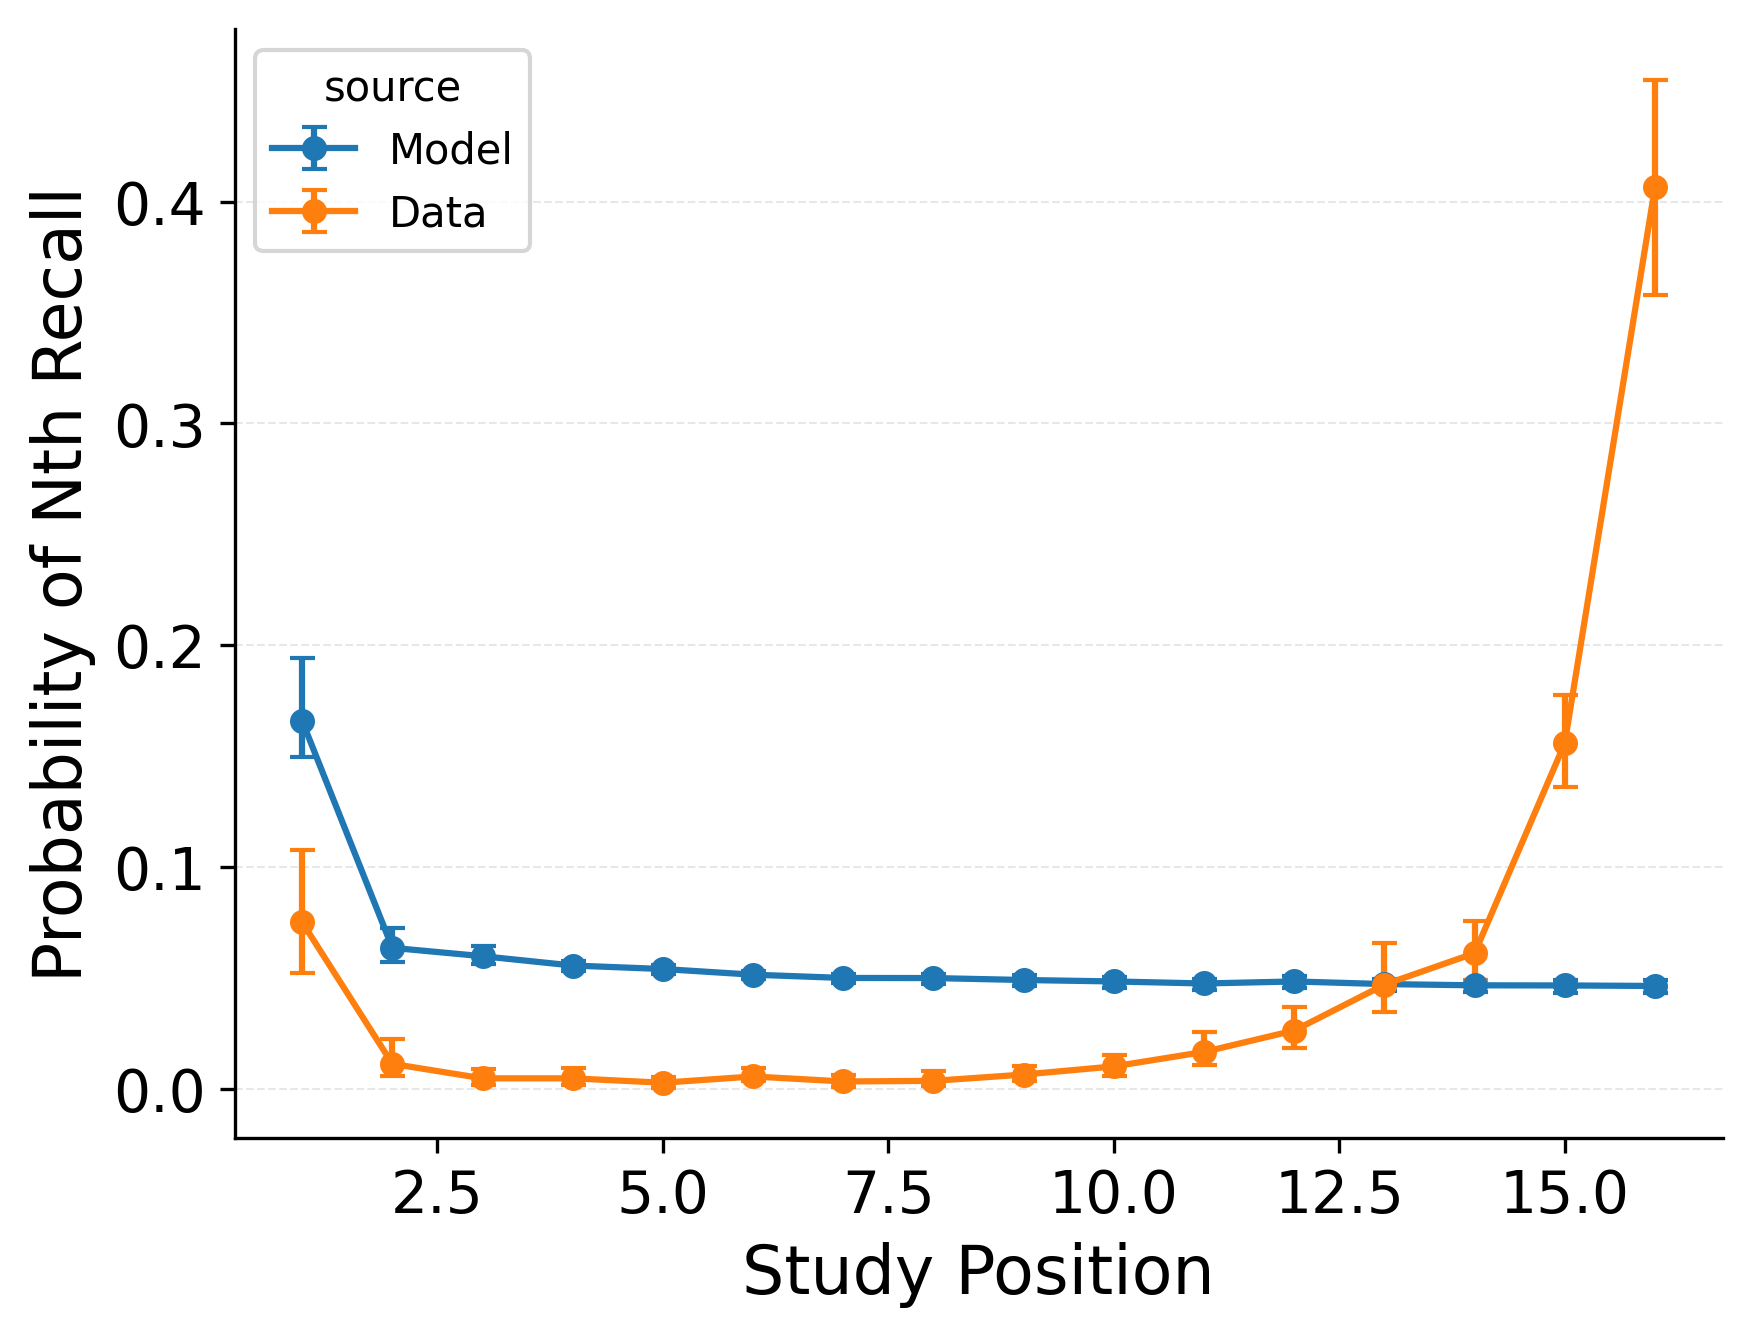 source
Model
Data
Probability of Nth Recall
0.4
0.3
0.2
0.1
0.0
2.5 5.0 7.5 10.0 12.5 15.0
Study Position